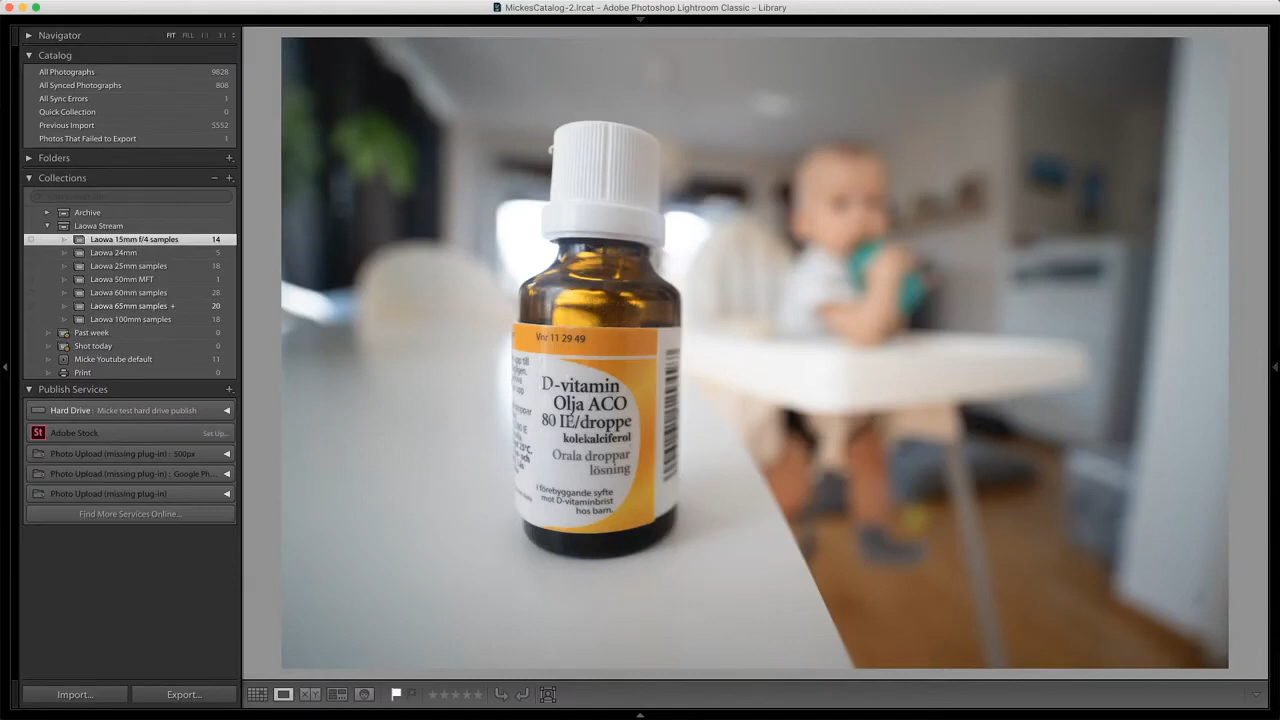 MickesCatalog-2.lrcat - Adobe Photoshop Lightroom Classic - Library
Navigator
FIT FILL 1:1 3:1
Catalog
All Photographs 9828
All Synced Photographs 808
All Sync Errors 1
Quick Collection 0
Previous Import 5552
Photos That Failed to Export 1
Folders +
Collections − +
Archive
Laowa Stream
Laowa 15mm f/4 samples 14
Laowa 24mm 5
Laowa 25mm samples 18
Laowa 50mm MFT 1
Laowa 60mm samples 28
Laowa 65mm samples + 20
Laowa 100mm samples 18
Past week 0
Shot today 0
Micke Youtube default 11
Print 0
Publish Services +
Hard Drive : Micke test hard drive publish
St Adobe Stock Set Up...
Photo Upload (missing plug-in) : 500px
Photo Upload (missing plug-in) : Google Ph...
Photo Upload (missing plug-in)
Find More Services Online...
Import...
Export...
XY
Vnr 11 29 49
D-vitamin
Olja ACO
80 IE/droppe
kolekalciferol
Orala droppar
lösning
I förebyggande syfte
mot D-vitaminbrist
hos barn.